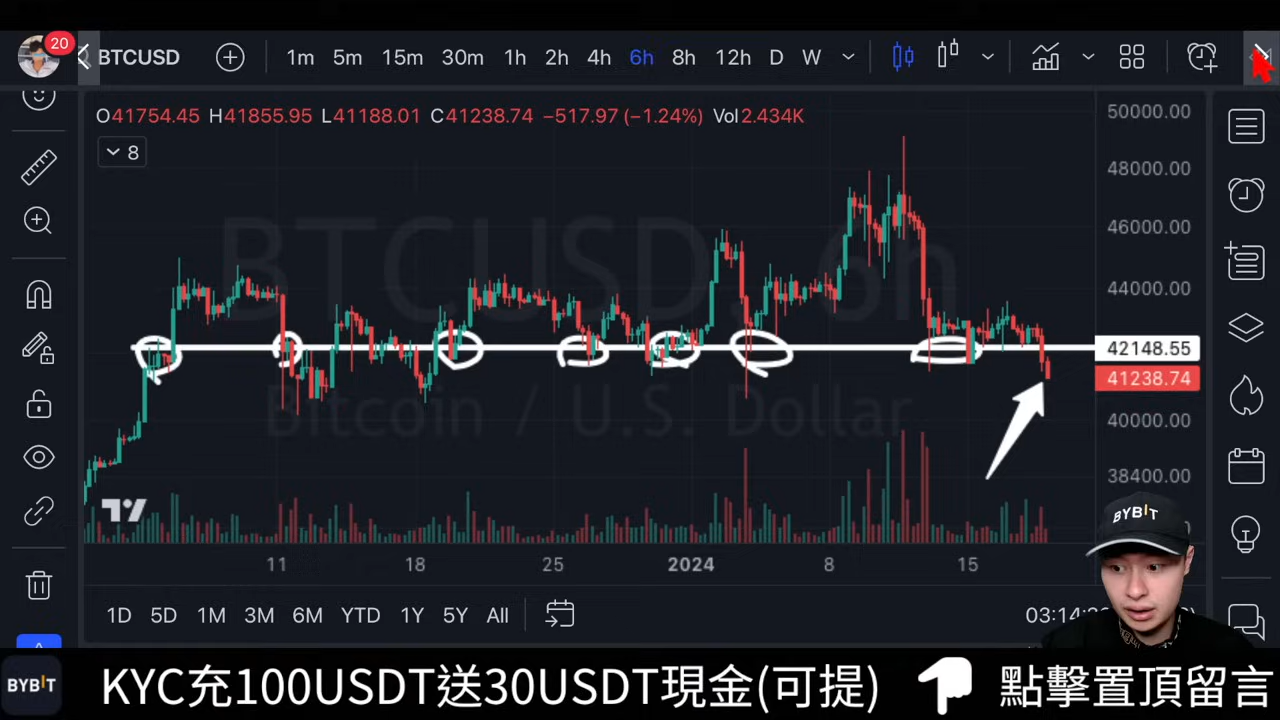 20
BTCUSD 1m 5m 15m 30m 1h 2h 4h 6h 8h 12h D W
O41754.45 H41855.95 L41188.01 C41238.74 −517.97 (−1.24%) Vol2.434K
8
50000.00
48000.00
46000.00
44000.00
42148.55
41238.74
40000.00
38400.00
BTCUSD, 6h
Bitcoin / U.S. Dollar
11 18 25 2024 8 15
1D 5D 1M 3M 6M YTD 1Y 5Y All 03:14:
BYBIT
BYBIT KYC充100USDT送30USDT現金(可提) 點擊置頂留言